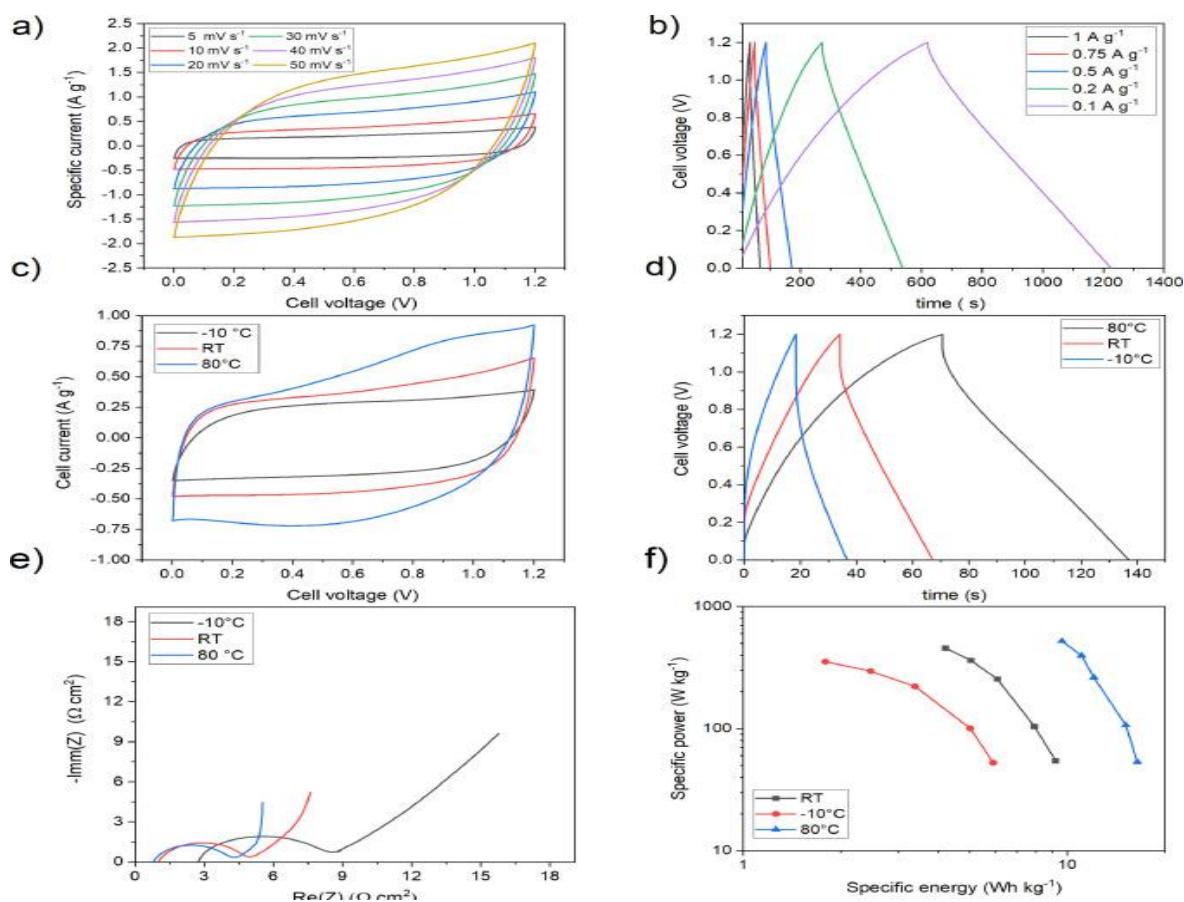 a)
2.5
2.0
1.5
1.0
0.5
0.0
-0.5
-1.0
-1.5
-2.0
-2.5
Specific current (A g-1)
5 mV s-1
10 mV s-1
20 mV s-1
30 mV s-1
40 mV s-1
50 mV s-1
0.0 0.2 0.4 0.6 0.8 1.0 1.2
Cell voltage (V)
b)
1.2
1.0
0.8
0.6
0.4
0.2
0.0
Cell voltage (V)
1 A g-1
0.75 A g-1
0.5 A g-1
0.2 A g-1
0.1 A g-1
200 400 600 800 1000 1200 1400
time ( s)
c)
1.00
0.75
0.50
0.25
0.00
-0.25
-0.50
-0.75
-1.00
Cell current (A g-1)
-10 °C
RT
80°C
0.0 0.2 0.4 0.6 0.8 1.0 1.2
Cell voltage (V)
d)
1.2
1.0
0.8
0.6
0.4
0.2
0.0
Cell voltage (V)
80°C
RT
-10°C
0 20 40 60 80 100 120 140
time (s)
e)
18
15
12
9
6
3
0
-Imm(Z) (Ω cm2)
-10°C
RT
80 °C
0 3 6 9 12 15 18
Re(Z) (Ω cm2)
f)
1000
100
10
Specific power (W kg-1)
RT
-10°C
80°C
1 10
Specific energy (Wh kg-1)